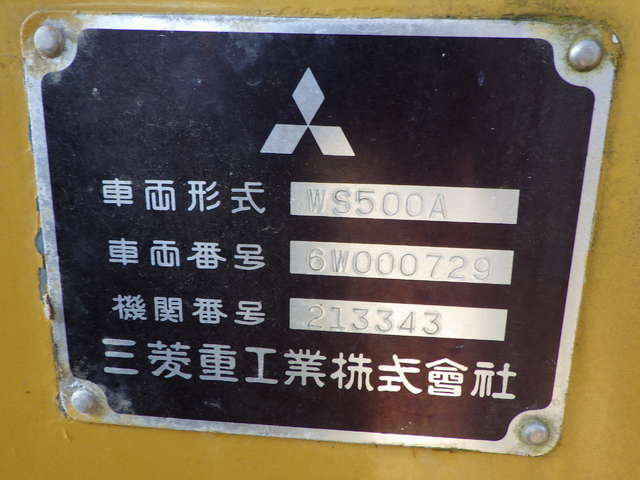 車両形式 WS500A
車両番号 6W000729
機関番号 213343
三菱重工業株式會社